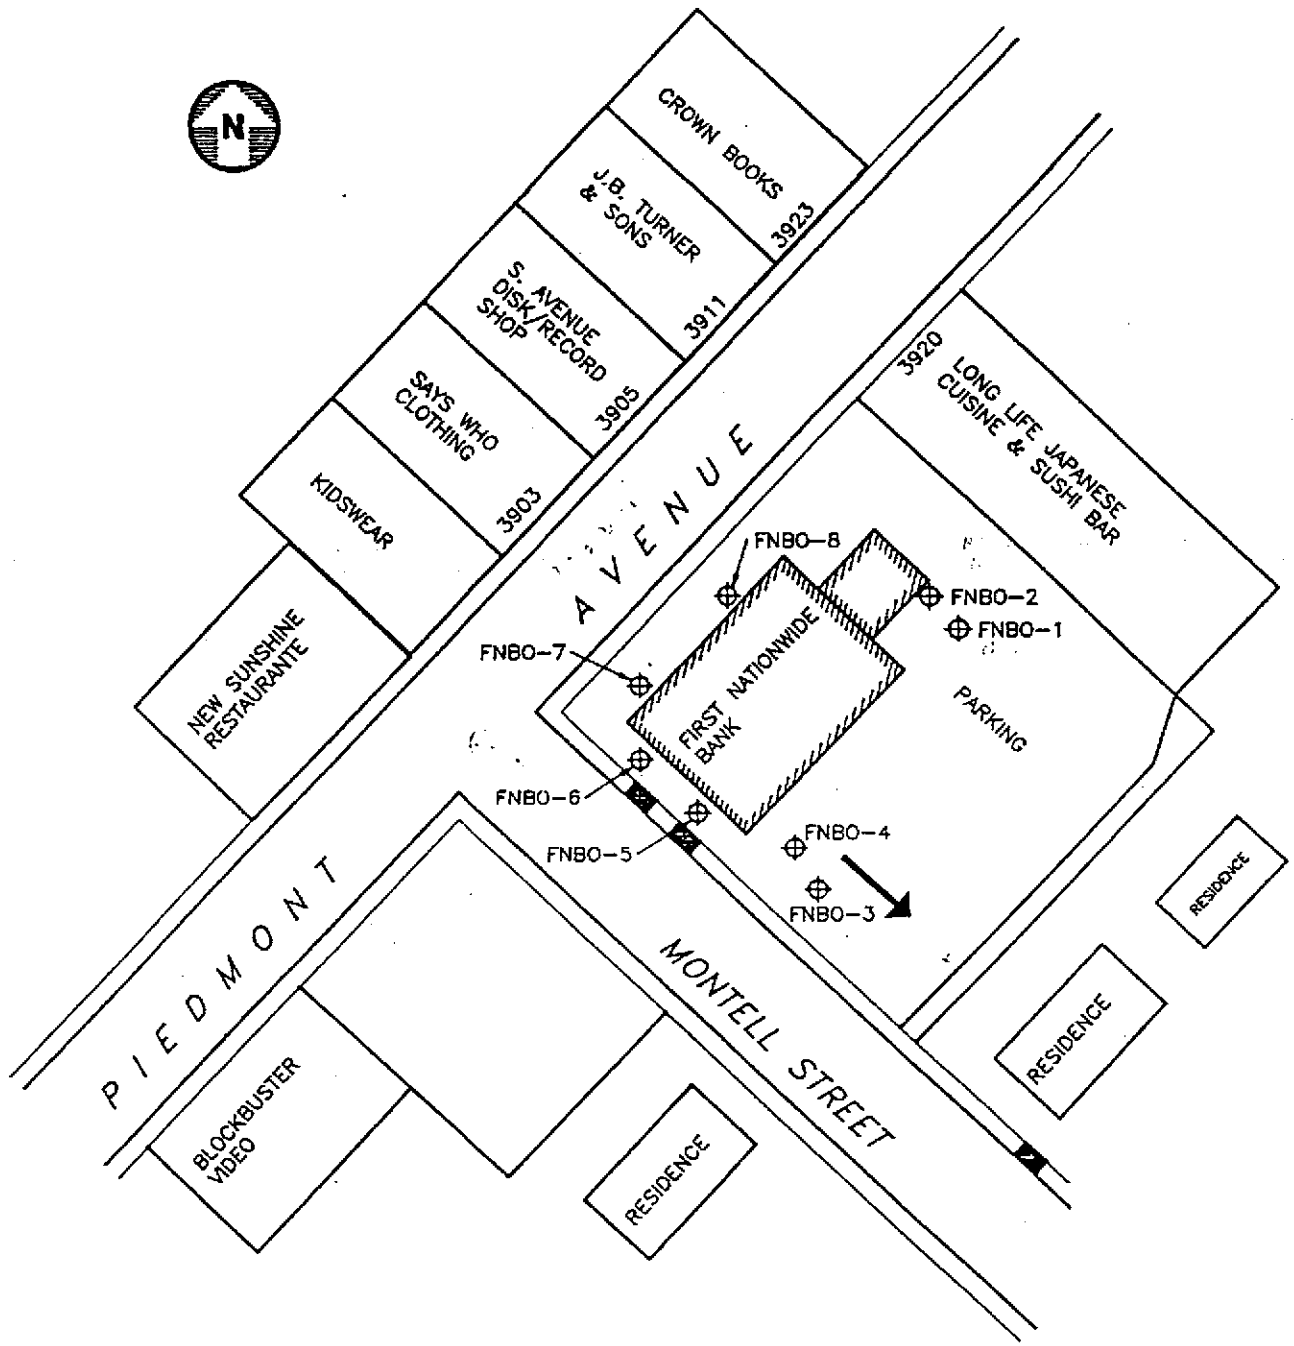 N
CROWN BOOKS
3923
J.B. TURNER
& SONS
3911
S. AVENUE
DISK/RECORD
SHOP
3905
SAYS WHO
CLOTHING
3903
KIDSWEAR
NEW SUNSHINE
RESTAURANTE
3920
LONG LIFE JAPANESE
CUISINE & SUSHI BAR
PIEDMONT AVENUE
FNBO-8
FNBO-2
FNBO-1
FNBO-7
FIRST NATIONWIDE
BANK
PARKING
FNBO-6
FNBO-5
FNBO-4
FNBO-3
MONTELL STREET
RESIDENCE
RESIDENCE
RESIDENCE
BLOCKBUSTER
VIDEO